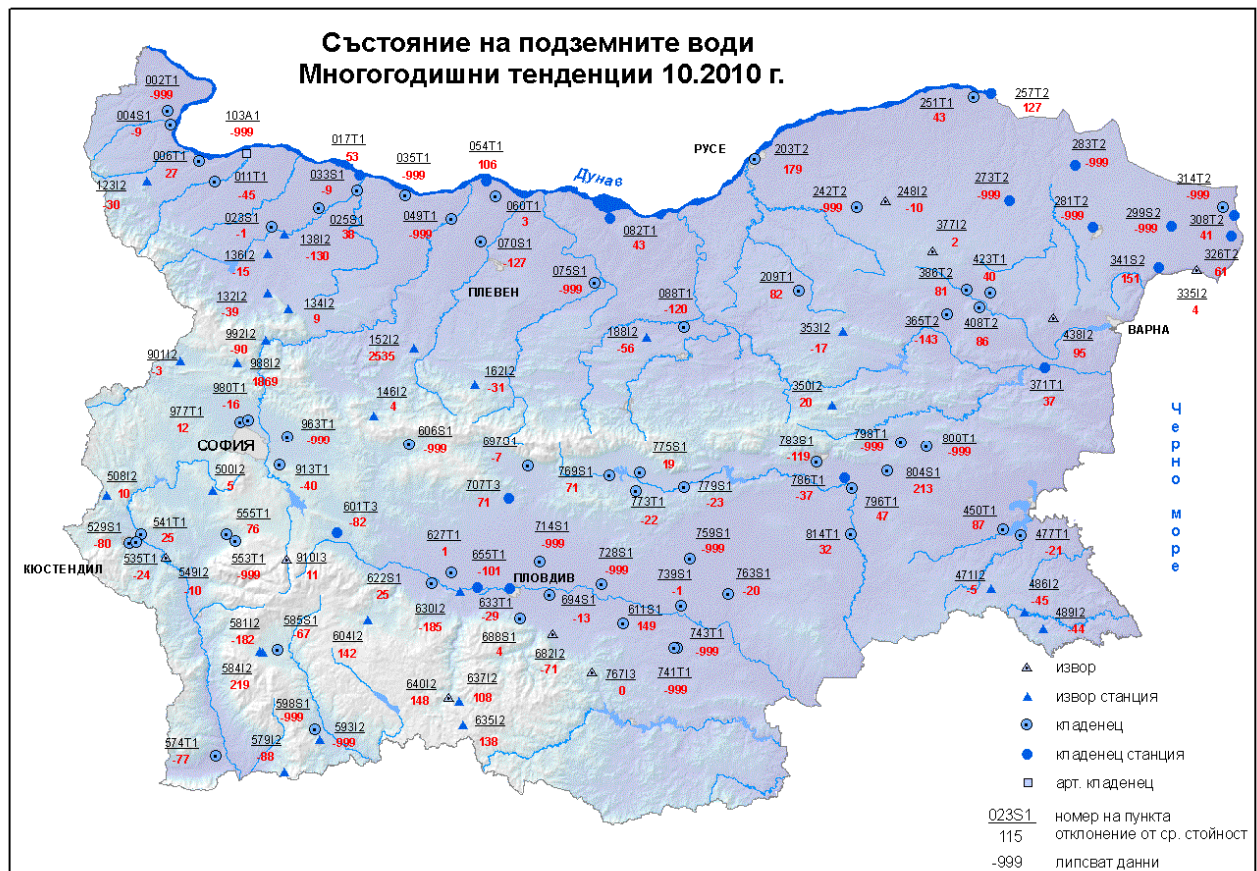 Състояние на подземните води
Многогодишни тенденции 10.2010 г.
002T1
-999
004S1
-9
103A1
-999
006T1
27
011T1
-45
017T1
53
033S1
-9
035T1
-999
054T1
106
123I2
-30
023S1
-1
025S1
38
049T1
-999
060T1
3
138I2
-130
136I2
-15
070S1
-127
132I2
-39
134I2
9
075S1
-999
082T1
43
Дунав
РУСЕ
203T2
179
251T1
43
257T2
127
283T2
-999
242T2
-999
248I2
-10
273T2
-999
281T2
-999
299S2
-999
314T2
-999
308T2
41
326T2
61
377I2
2
386T2
81
423T1
40
341S2
151
335I2
4
209T1
82
365T2
-143
408T2
86
438I2
95
ВАРНА
ПЛЕВЕН
088T1
-120
188I2
-56
353I2
-17
992I2
-90
152I2
2535
901I2
-3
988I2
1869
162I2
-31
350I2
20
371T1
37
980T1
-16
146I2
4
977T1
12
963T1
-999
СОФИЯ
606S1
-999
697S1
-7
775S1
19
783S1
-119
798T1
-999
800T1
-999
508I2
10
500I2
5
913T1
-40
769S1
71
773T1
-22
779S1
-23
786T1
-37
796T1
47
804S1
213
707T3
71
601T3
-82
529S1
-80
541T1
25
555T1
76
450T1
87
477T1
-21
КЮСТЕНДИЛ
535T1
-24
549I2
-10
553T1
-999
910I3
11
627T1
1
655T1
-101
714S1
-999
ПЛОВДИВ
728S1
-999
759S1
-999
814T1
32
622S1
25
630I2
-185
633T1
-29
694S1
-13
739S1
-1
763S1
-20
471I2
-5
486I2
-45
489I2
-44
581I2
-182
585S1
-67
604I2
142
688S1
4
682I2
-71
611S1
149
743T1
-999
584I2
219
640I2
148
637I2
108
767I3
0
741T1
-999
598S1
-999
593I2
-999
635I2
138
574T1
-77
579I2
-88
Черно море
извор
извор станция
кладенец
кладенец станция
арт. кладенец
023S1 номер на пункта
115 отклонение от ср. стойност
-999 липсват данни